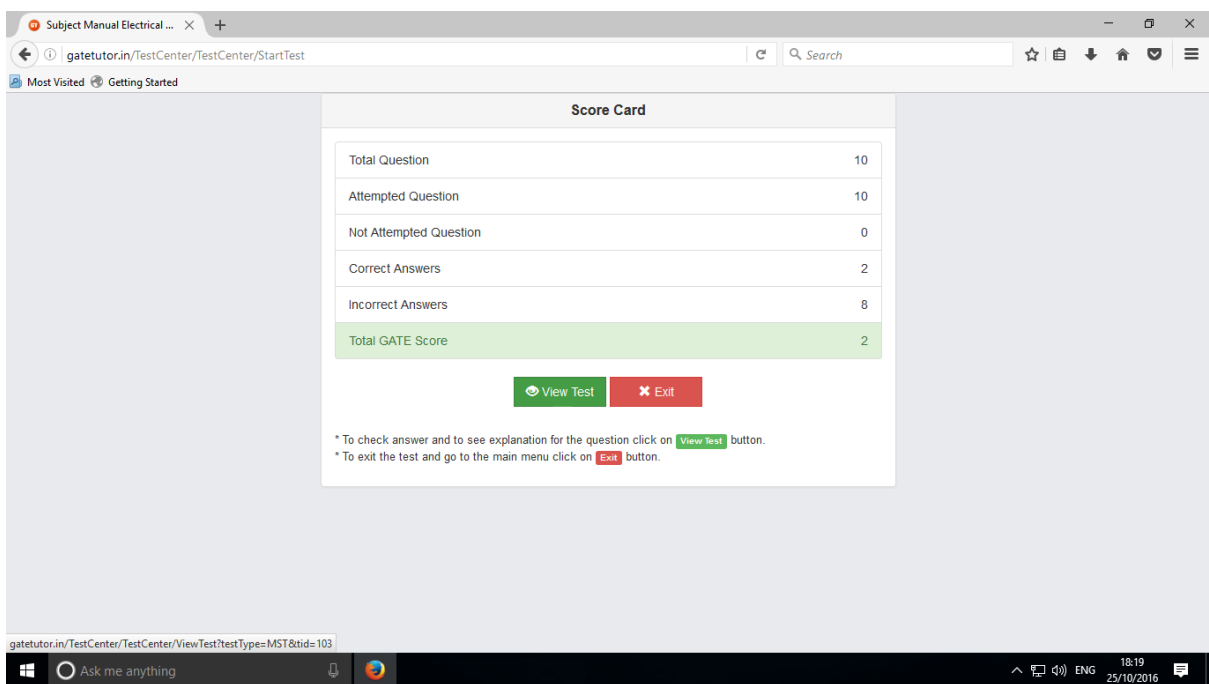 Subject Manual Electrical ...
gatetutor.in/TestCenter/TestCenter/StartTest
Search
Most Visited Getting Started
Score Card
Total Question 10
Attempted Question 10
Not Attempted Question 0
Correct Answers 2
Incorrect Answers 8
Total GATE Score 2
View Test Exit
* To check answer and to see explanation for the question click on View Test button.
* To exit the test and go to the main menu click on Exit button.
gatetutor.in/TestCenter/TestCenter/ViewTest?testType=MST&tid=103
Ask me anything
ENG
18:19
25/10/2016